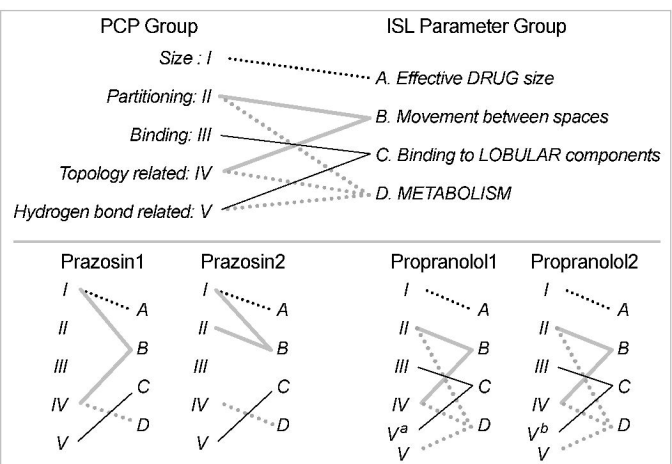 PCP Group ISL Parameter Group
Size : I
A. Effective DRUG size
Partitioning: II
B. Movement between spaces
Binding: III
C. Binding to LOBULAR components
Topology related: IV
D. METABOLISM
Hydrogen bond related: V
Prazosin1 Prazosin2 Propranolol1 Propranolol2
I I I I
A A A A
II II II II
B B B B
III III III III
C C C C
IV IV IV IV
D D D D
V V Vᵃ Vᵇ
V V